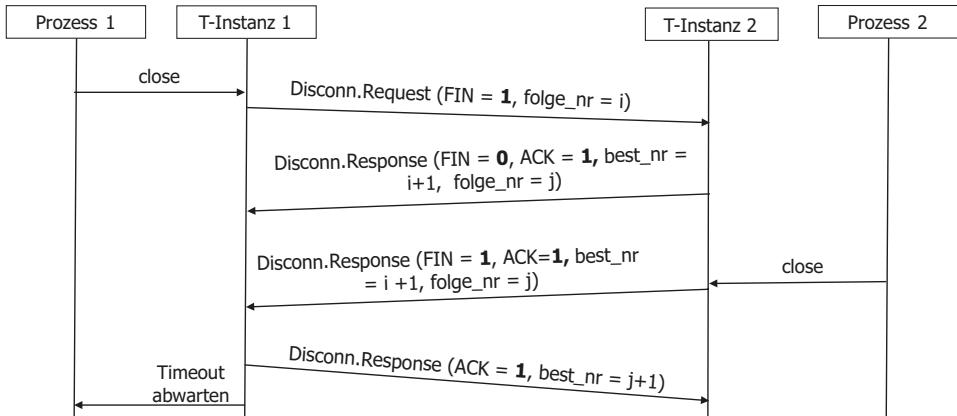 Prozess 1
T-Instanz 1
T-Instanz 2
Prozess 2
close
Disconn.Request (FIN = 1, folge_nr = i)
Disconn.Response (FIN = 0, ACK = 1, best_nr =
i+1, folge_nr = j)
Disconn.Response (FIN = 1, ACK=1, best_nr
= i +1, folge_nr = j)
close
Disconn.Response (ACK = 1, best_nr = j+1)
Timeout
abwarten